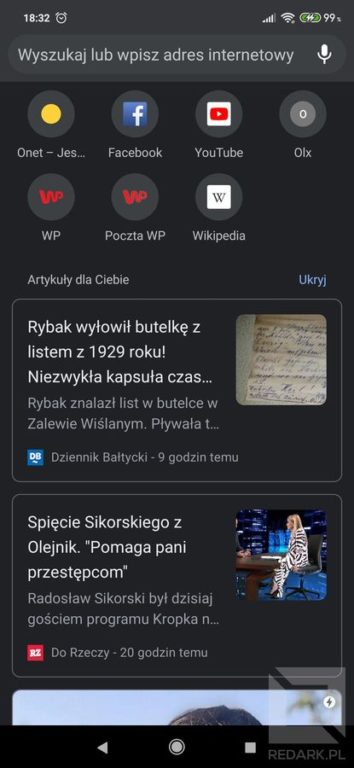 18:32 99%
Wyszukaj lub wpisz adres internetowy
Onet – Jes... Facebook YouTube Olx
WP Poczta WP Wikipedia
Artykuły dla Ciebie Ukryj
Rybak wyłowił butelkę z
listem z 1929 roku!
Niezwykła kapsuła czas...
Rybak znalazł list w butelce w
Zalewie Wiślanym. Pływała t...
DB Dziennik Bałtycki - 9 godzin temu
Spięcie Sikorskiego z
Olejnik. "Pomaga pani
przestępcom"
Radosław Sikorski był dzisiaj
gościem programu Kropka n...
RZ Do Rzeczy - 20 godzin temu
REDARK.PL